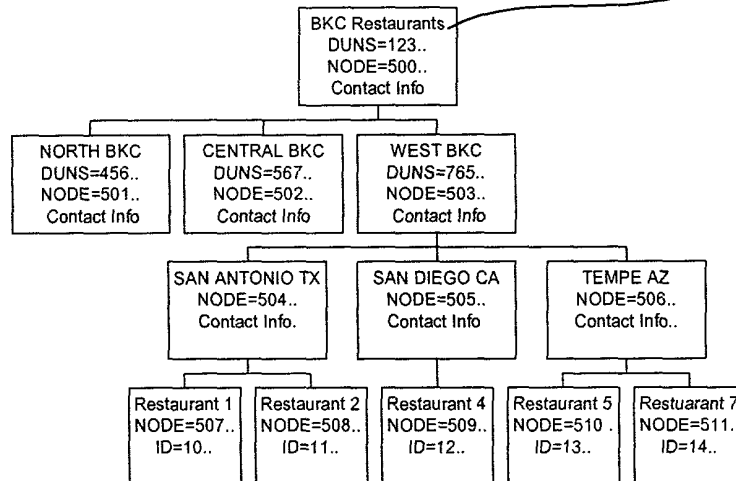 BKC Restaurants
DUNS=123..
NODE=500..
Contact Info
NORTH BKC
DUNS=456..
NODE=501..
Contact Info
CENTRAL BKC
DUNS=567..
NODE=502..
Contact Info
WEST BKC
DUNS=765..
NODE=503..
Contact Info
SAN ANTONIO TX
NODE=504..
Contact Info.
SAN DIEGO CA
NODE=505..
Contact Info
TEMPE AZ
NODE=506..
Contact Info..
Restaurant 1
NODE=507..
ID=10..
Restaurant 2
NODE=508..
ID=11..
Restaurant 4
NODE=509..
ID=12..
Restaurant 5
NODE=510 .
ID=13..
Restuarant 7
NODE=511..
ID=14..